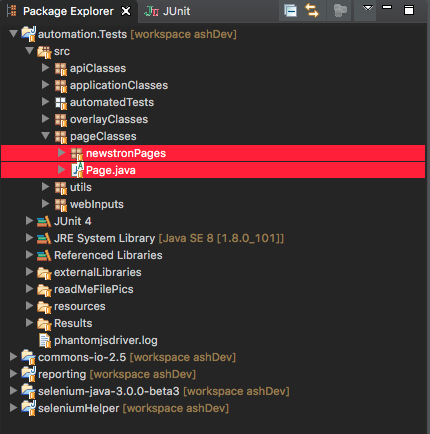 Package Explorer JUnit
automation.Tests [workspace ashDev]
src
apiClasses
applicationClasses
automatedTests
overlayClasses
pageClasses
newstronPages
Page.java
utils
webInputs
JUnit 4
JRE System Library [Java SE 8 [1.8.0_101]]
Referenced Libraries
externalLibraries
readMeFilePics
resources
Results
phantomjsdriver.log
commons-io-2.5 [workspace ashDev]
reporting [workspace ashDev]
selenium-java-3.0.0-beta3 [workspace ashDev]
seleniumHelper [workspace ashDev]